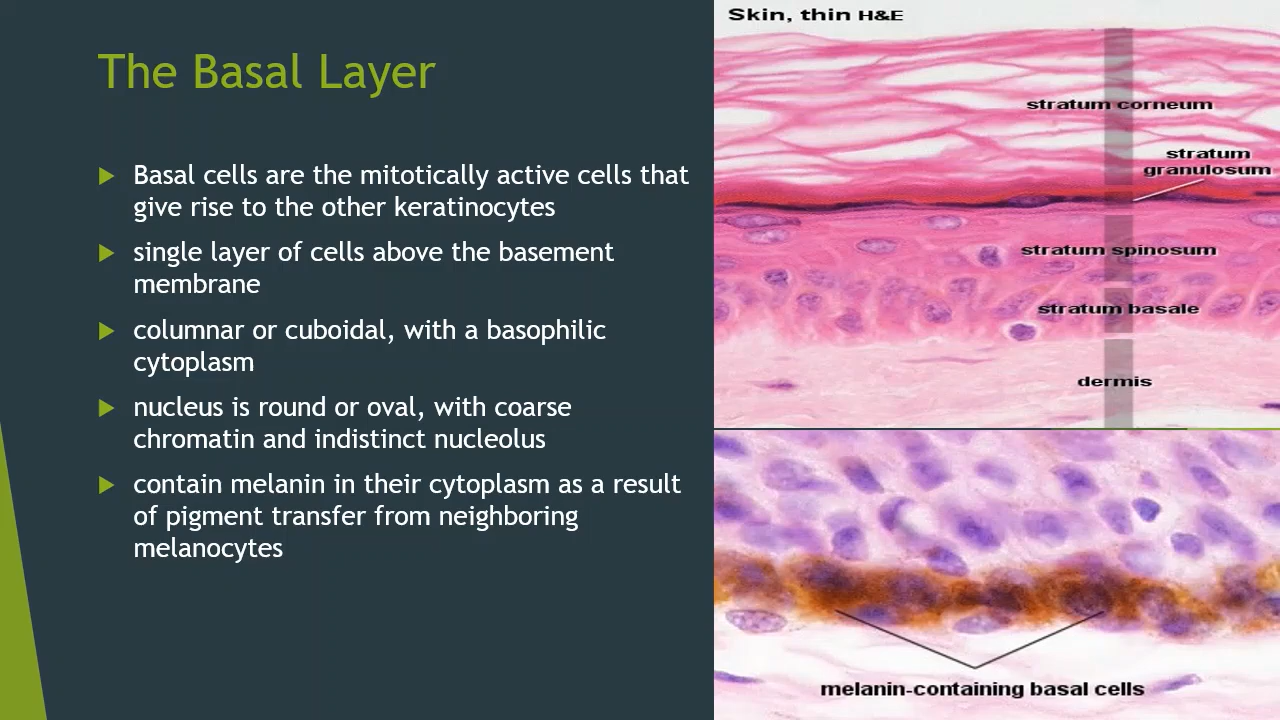 The Basal Layer
Basal cells are the mitotically active cells that
give rise to the other keratinocytes
single layer of cells above the basement
membrane
columnar or cuboidal, with a basophilic
cytoplasm
nucleus is round or oval, with coarse
chromatin and indistinct nucleolus
contain melanin in their cytoplasm as a result
of pigment transfer from neighboring
melanocytes
Skin, thin H&E
stratum corneum
stratum
granulosum
stratum spinosum
stratum basale
dermis
melanin-containing basal cells